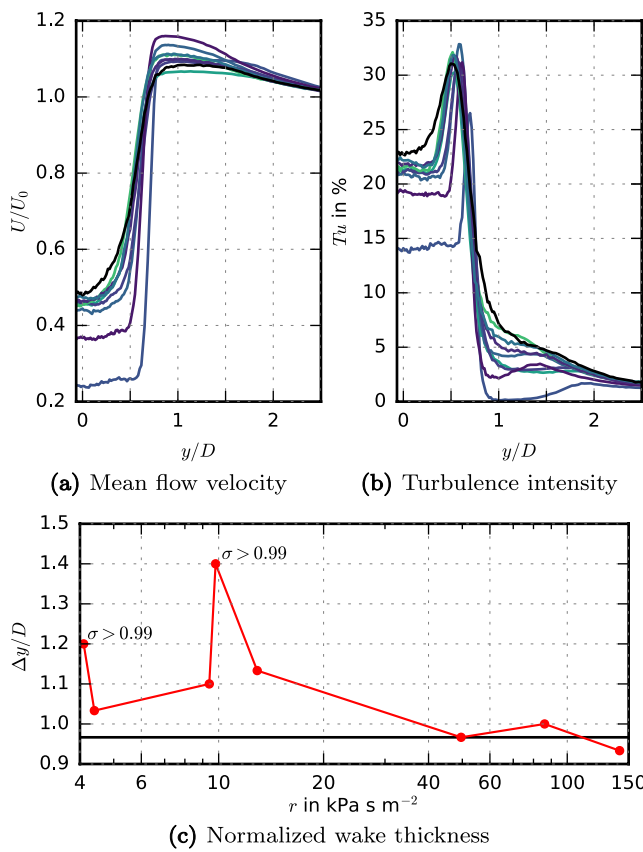 1.2
1.0
0.8
0.6
0.4
0.2
U/U₀
0 1 2
y/D
(a) Mean flow velocity
35
30
25
20
15
10
5
0
Tu in %
0 1 2
y/D
(b) Turbulence intensity
1.5
1.4
1.3
1.2
1.1
1.0
0.9
Δy/D
σ > 0.99
σ > 0.99
4 6 10 20 40 60 100 150
r in kPa s m⁻²
(c) Normalized wake thickness